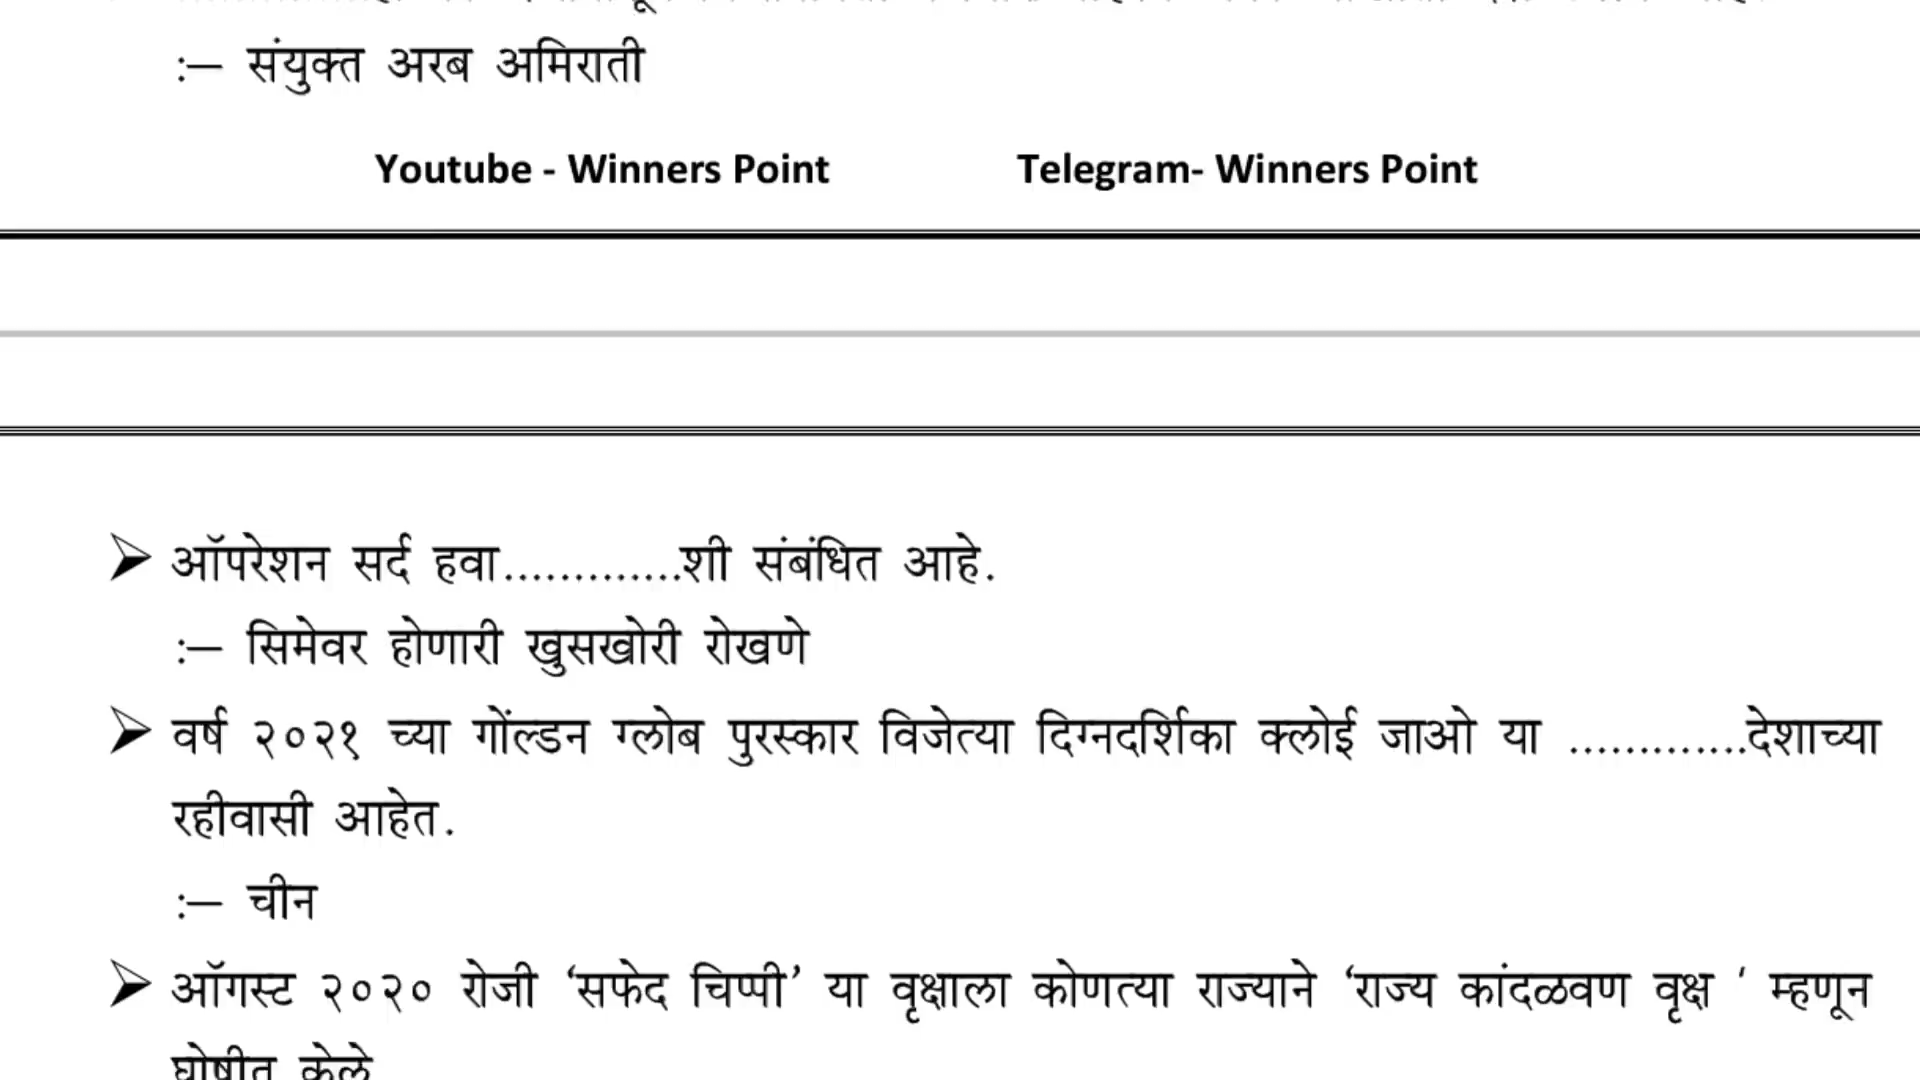 :— संयुक्त अरब अमिराती
Youtube - Winners Point Telegram- Winners Point
➢ ऑपरेशन सर्द हवा.............शी संबंधित आहे.
:— सिमेवर होणारी खुसखोरी रोखणे
➢ वर्ष २०२१ च्या गोंल्डन ग्लोब पुरस्कार विजेत्या दिग्नदर्शिका क्लोई जाओ या .............देशाच्या
रहीवासी आहेत.
:— चीन
➢ ऑगस्ट २०२० रोजी ‘सफेद चिप्पी’ या वृक्षाला कोणत्या राज्याने ‘राज्य कांदळवण वृक्ष ’ म्हणून
घोषीत केले